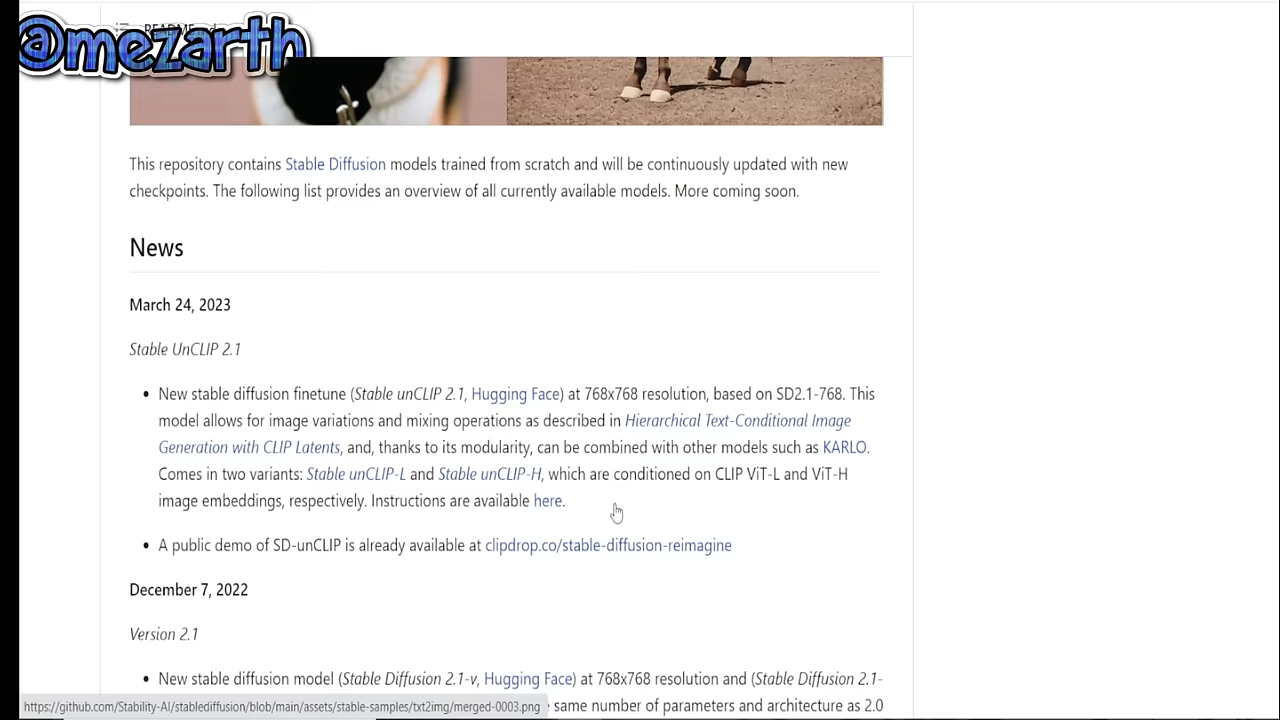 @mezarth
This repository contains Stable Diffusion models trained from scratch and will be continuously updated with new
checkpoints. The following list provides an overview of all currently available models. More coming soon.
News
March 24, 2023
Stable UnCLIP 2.1
• New stable diffusion finetune (Stable unCLIP 2.1, Hugging Face) at 768x768 resolution, based on SD2.1-768. This
model allows for image variations and mixing operations as described in Hierarchical Text-Conditional Image
Generation with CLIP Latents, and, thanks to its modularity, can be combined with other models such as KARLO.
Comes in two variants: Stable unCLIP-L and Stable unCLIP-H, which are conditioned on CLIP ViT-L and ViT-H
image embeddings, respectively. Instructions are available here.
• A public demo of SD-unCLIP is already available at clipdrop.co/stable-diffusion-reimagine
December 7, 2022
Version 2.1
• New stable diffusion model (Stable Diffusion 2.1-v, Hugging Face) at 768x768 resolution and (Stable Diffusion 2.1-
same number of parameters and architecture as 2.0
https://github.com/Stability-AI/stablediffusion/blob/main/assets/stable-samples/txt2img/merged-0003.png